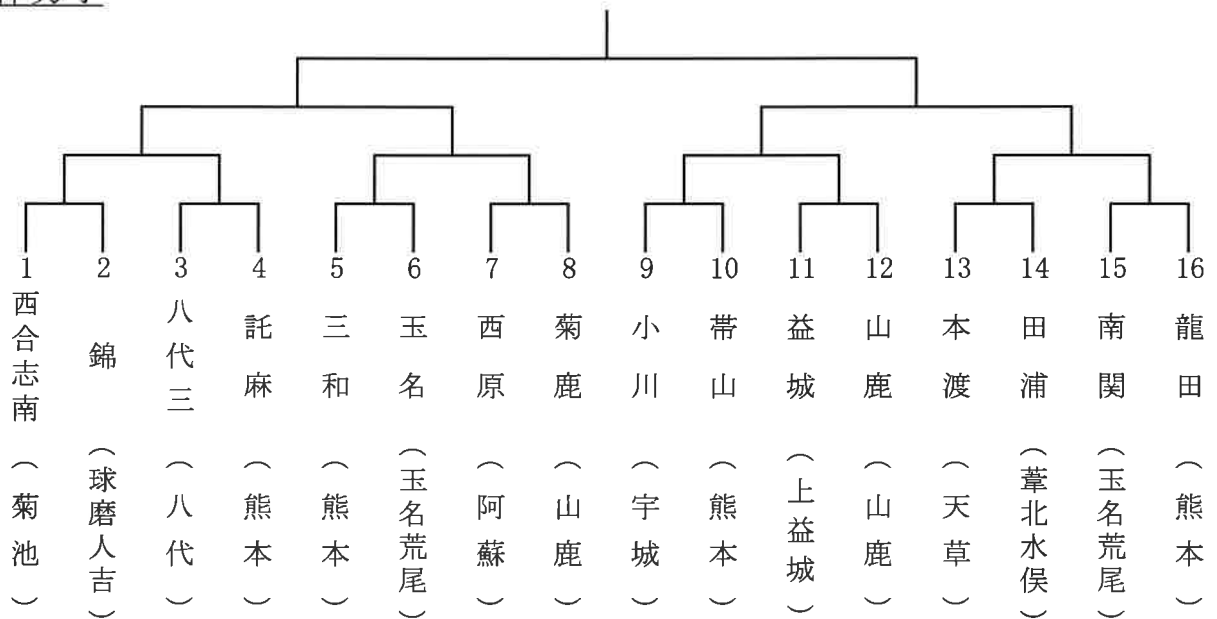 1 西合志南 （菊池）
2 錦 （球磨人吉）
3 八代三 （八代）
4 託麻 （熊本）
5 三和 （熊本）
6 玉名 （玉名荒尾）
7 西原 （阿蘇）
8 菊鹿 （山鹿）
9 小川 （宇城）
10 帯山 （熊本）
11 益城 （上益城）
12 山鹿 （山鹿）
13 本渡 （天草）
14 田浦 （葦北水俣）
15 南関 （玉名荒尾）
16 龍田 （熊本）